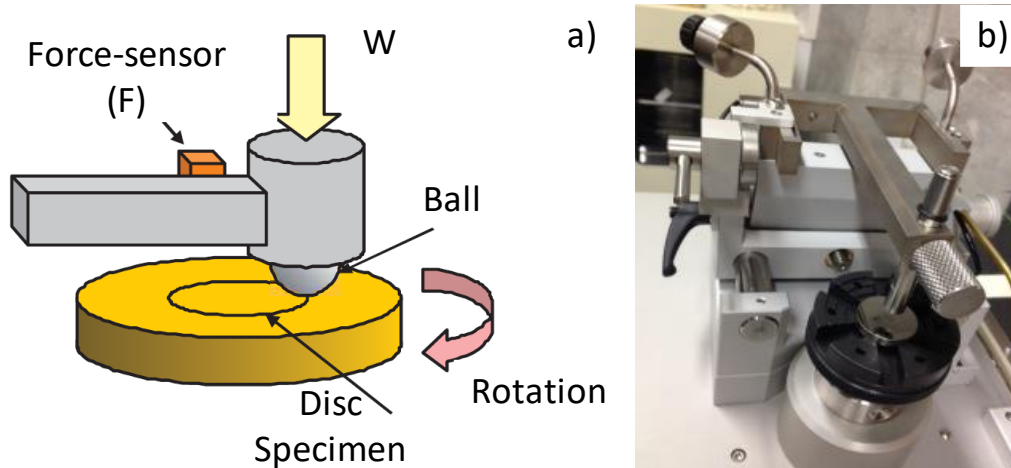 W
a)
b)
Force-sensor
(F)
Ball
Rotation
Disc
Specimen